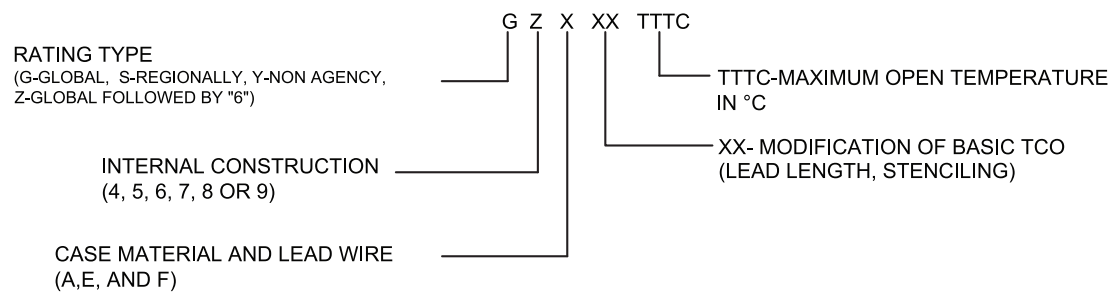 G Z X XX TTTC
RATING TYPE
(G-GLOBAL, S-REGIONALLY, Y-NON AGENCY,
Z-GLOBAL FOLLOWED BY "6")
TTTC-MAXIMUM OPEN TEMPERATURE
IN °C
XX- MODIFICATION OF BASIC TCO
(LEAD LENGTH, STENCILING)
INTERNAL CONSTRUCTION
(4, 5, 6, 7, 8 OR 9)
CASE MATERIAL AND LEAD WIRE
(A,E, AND F)